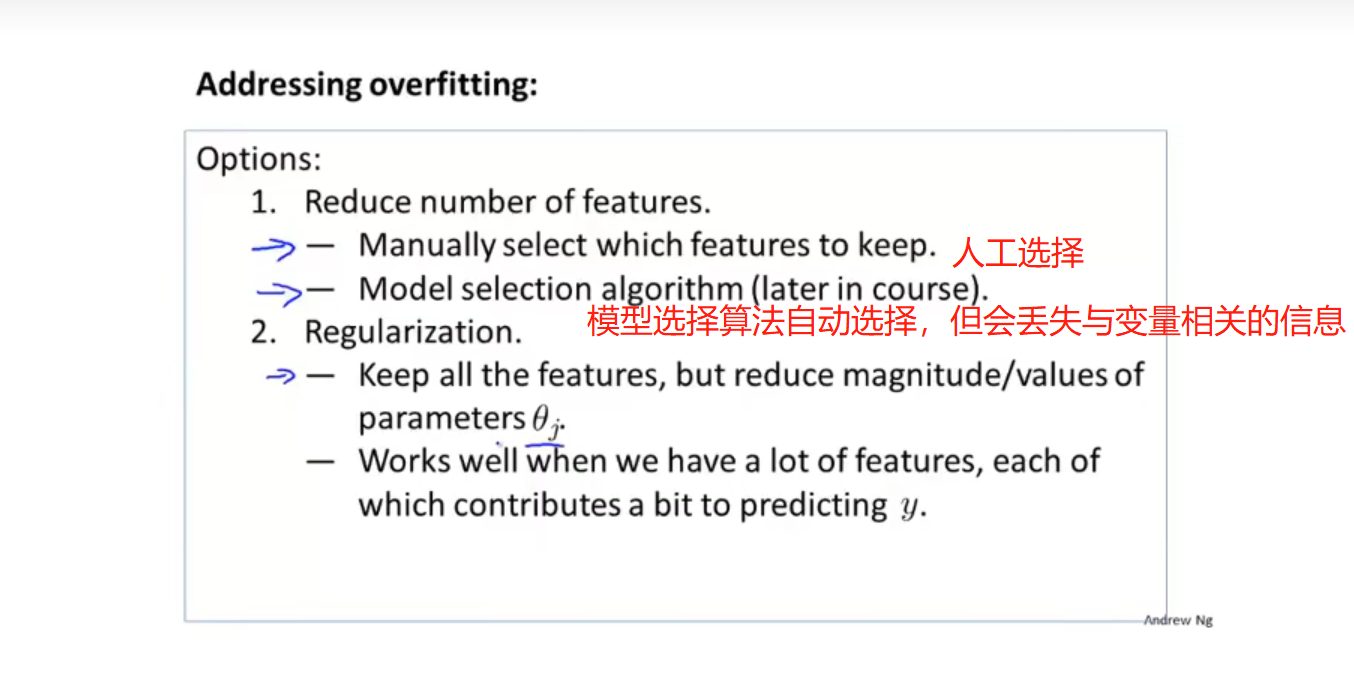 Addressing overfitting:
Options:
1. Reduce number of features.
— Manually select which features to keep. 人工选择
— Model selection algorithm (later in course).
模型选择算法自动选择，但会丢失与变量相关的信息
2. Regularization.
— Keep all the features, but reduce magnitude/values of
parameters θj.
— Works well when we have a lot of features, each of
which contributes a bit to predicting y.
Andrew Ng